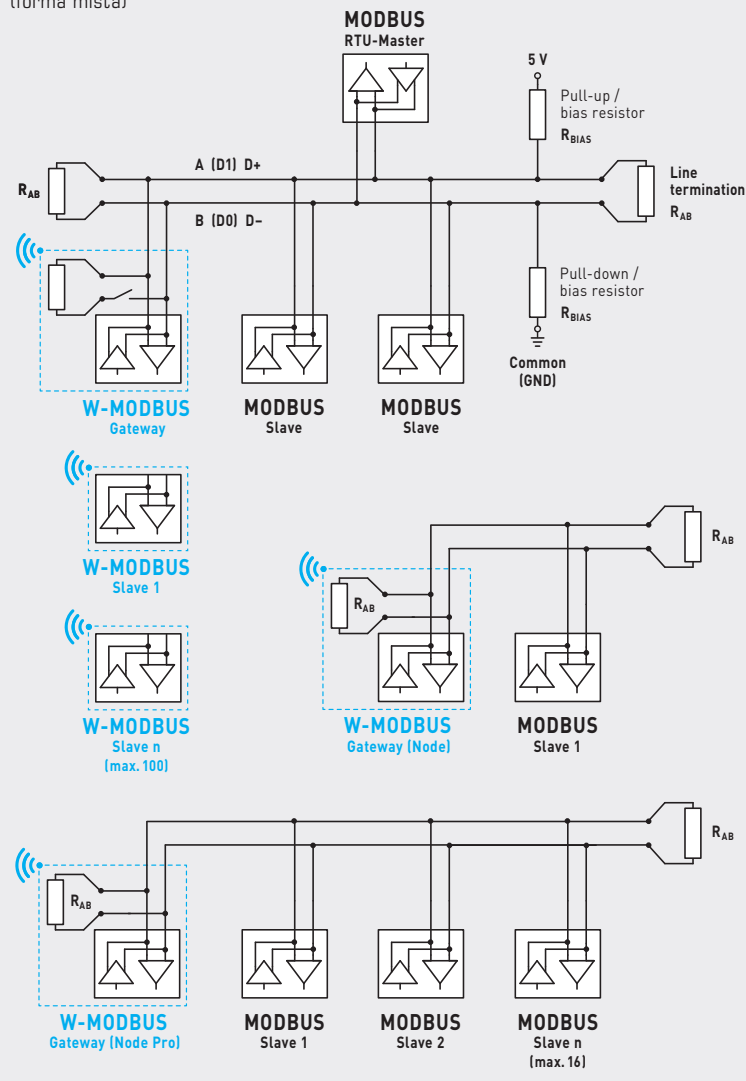 (forma mista)
MODBUS
RTU-Master
5 V
Pull-up /
bias resistor
RBIAS
A (D1) D+
RAB
B (D0) D–
Line
termination
RAB
Pull-down /
bias resistor
RBIAS
Common
(GND)
W-MODBUS
Gateway
MODBUS
Slave
MODBUS
Slave
W-MODBUS
Slave 1
RAB
RAB
W-MODBUS
Slave n
(max. 100)
W-MODBUS
Gateway (Node)
MODBUS
Slave 1
RAB
RAB
W-MODBUS
Gateway (Node Pro)
MODBUS
Slave 1
MODBUS
Slave 2
MODBUS
Slave n
(max. 16)